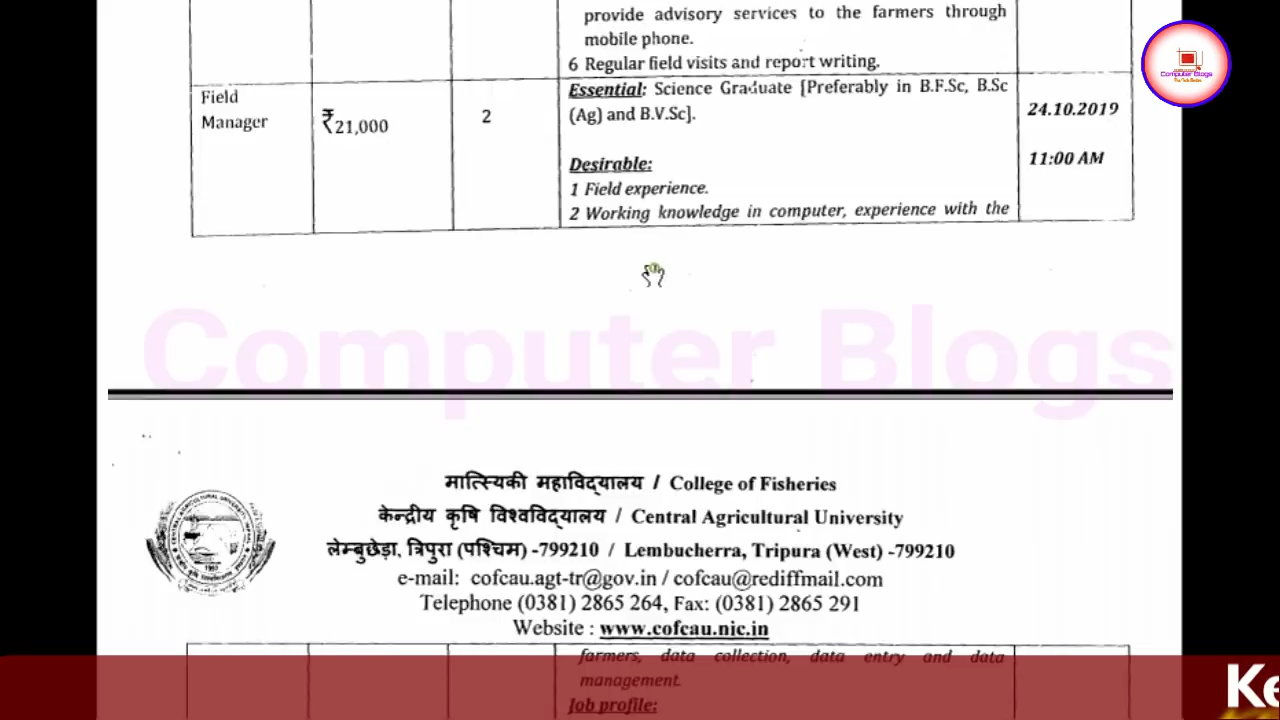 provide advisory services to the farmers through
mobile phone.
6 Regular field visits and report writing.
Field
Manager
₹21,000
2
Essential: Science Graduate [Preferably in B.F.Sc, B.Sc
(Ag) and B.V.Sc].
Desirable:
1 Field experience.
2 Working knowledge in computer, experience with the
24.10.2019
11:00 AM
Computer Blogs
Computer Blogs
मात्स्यिकी महाविद्यालय / College of Fisheries
केन्द्रीय कृषि विश्वविद्यालय / Central Agricultural University
लेम्बुछेड़ा, त्रिपुरा (पश्चिम) -799210 / Lembucherra, Tripura (West) -799210
e-mail: cofcau.agt-tr@gov.in / cofcau@rediffmail.com
Telephone (0381) 2865 264, Fax: (0381) 2865 291
Website : www.cofcau.nic.in
farmers, data collection, data entry and data
management.
Job profile:
Ke